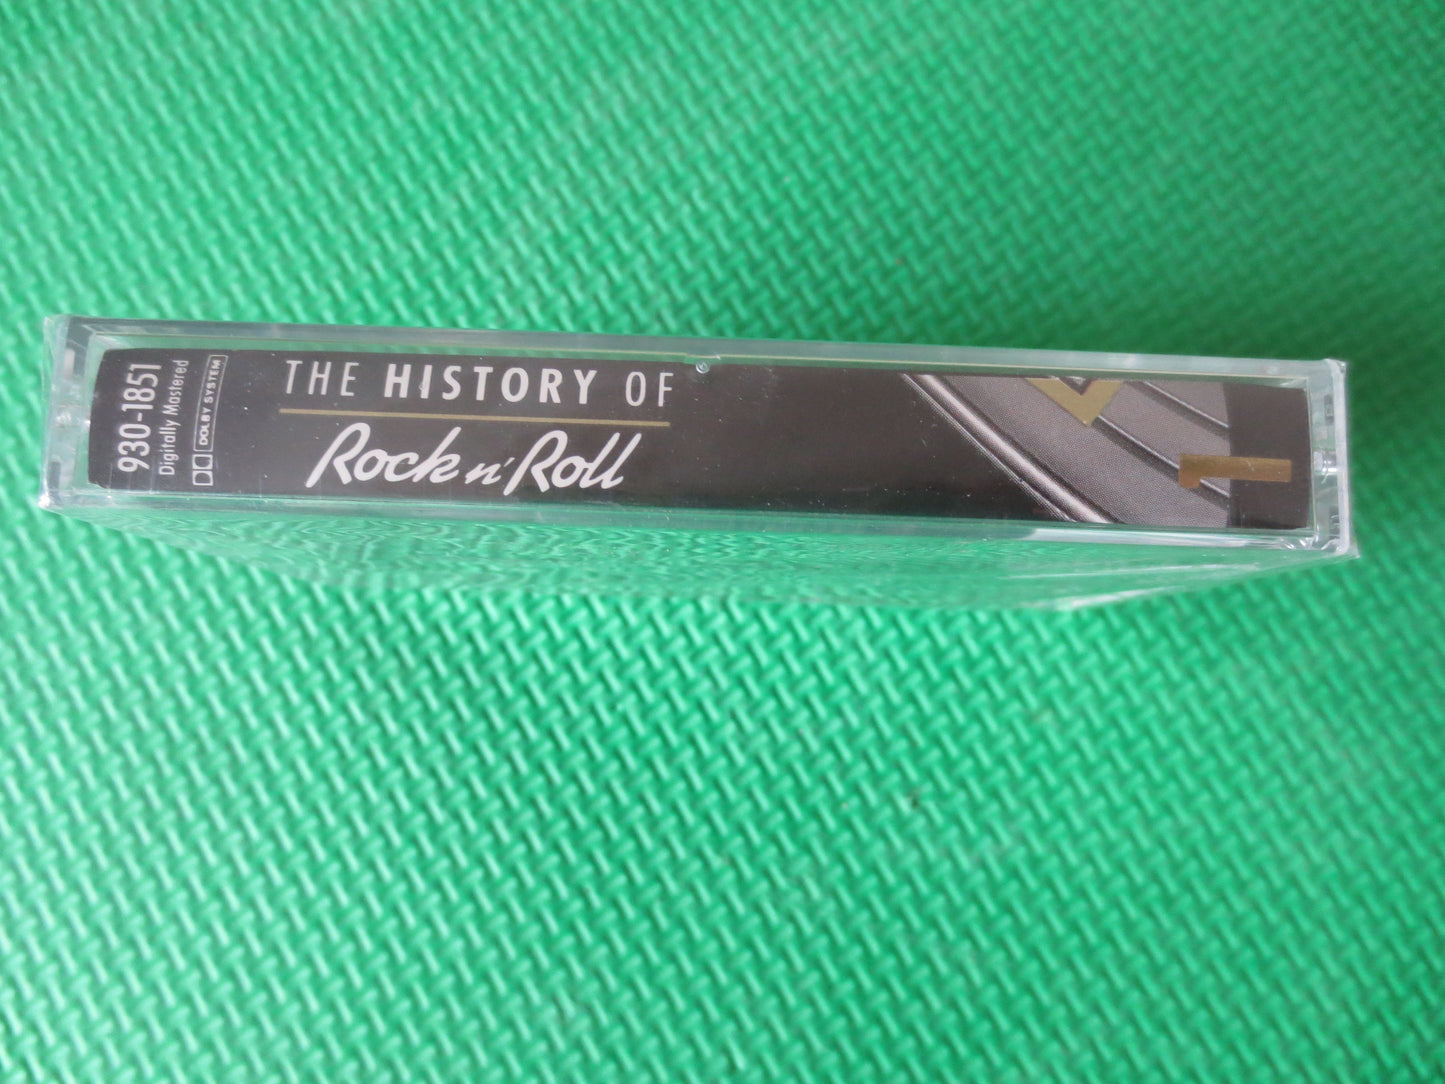 930-1851
Digitally Mastered
DOLBY SYSTEM
THE HISTORY OF
Rock n' Roll
1